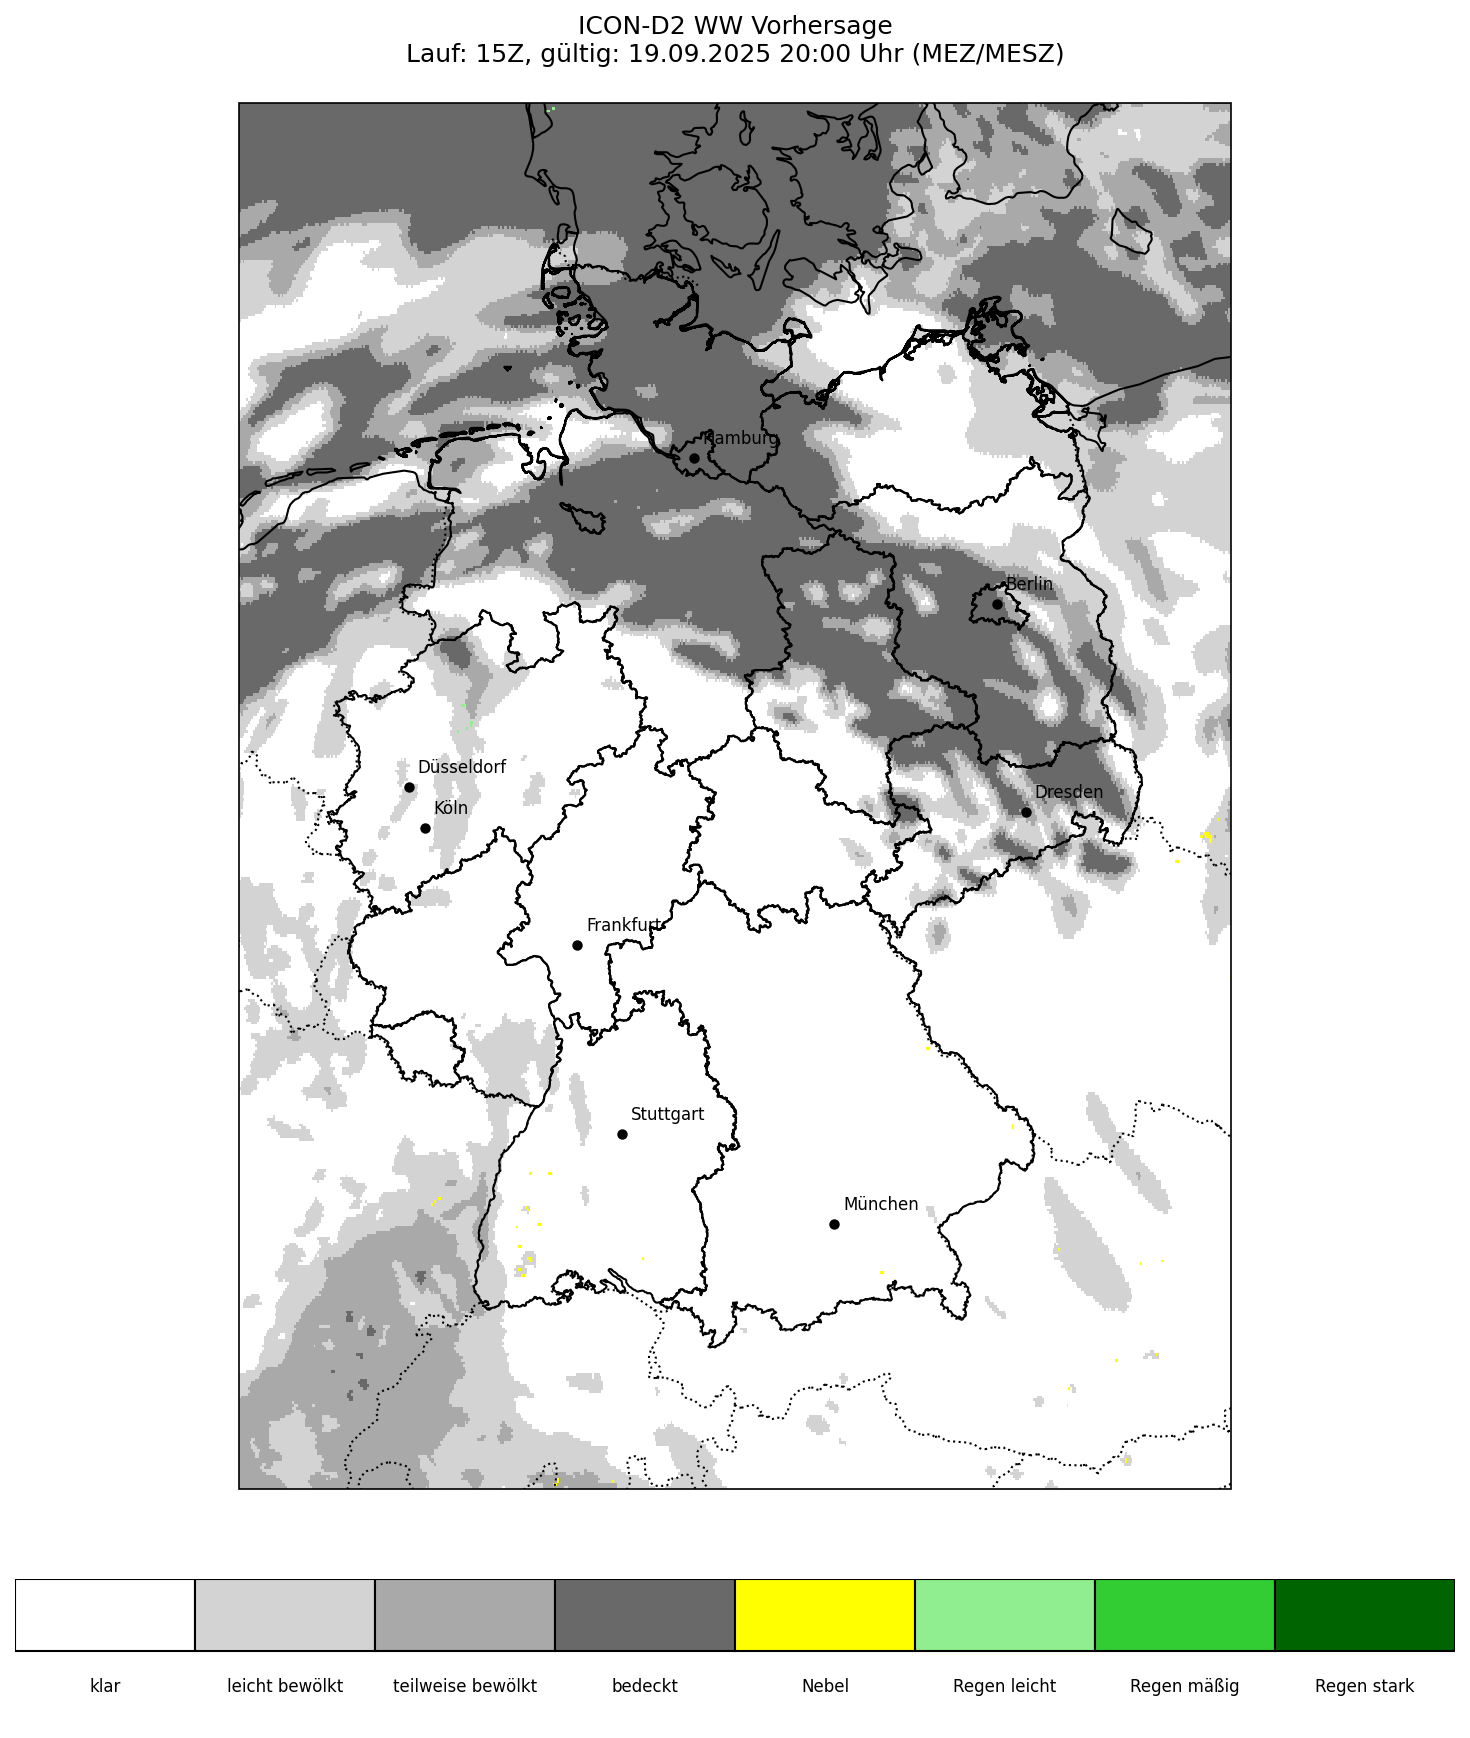 ICON-D2 WW Vorhersage
Lauf: 15Z, gültig: 19.09.2025 20:00 Uhr (MEZ/MESZ)
Hamburg
Berlin
Düsseldorf
Dresden
Köln
Frankfurt
Stuttgart
München
klar
leicht bewölkt
teilweise bewölkt
bedeckt
Nebel
Regen leicht
Regen mäßig
Regen stark